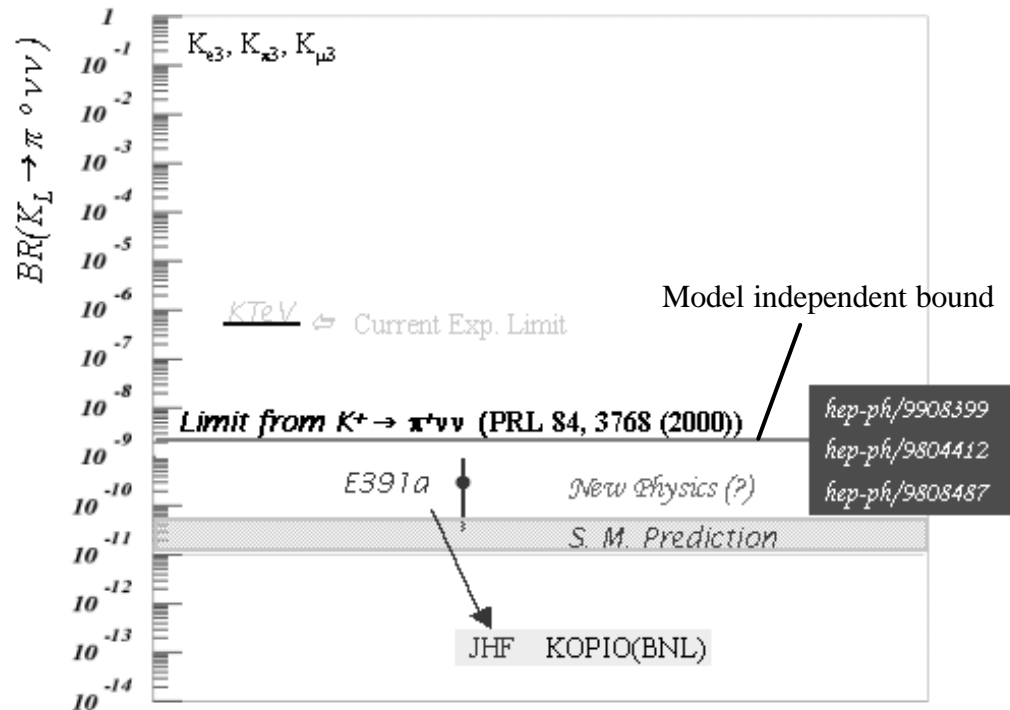 BR(K_L → π°νν)
1
K_e3, K_π3, K_μ3
10^-1
10^-2
10^-3
10^-4
10^-5
10^-6
10^-7
10^-8
10^-9
10^-10
10^-11
10^-12
10^-13
10^-14
KTeV ⇦ Current Exp. Limit
Model independent bound
Limit from K⁺ → π⁺νν (PRL 84, 3768 (2000))
hep-ph/9908399
hep-ph/9804412
hep-ph/9808487
E391a
New Physics (?)
S. M. Prediction
JHF KOPIO(BNL)